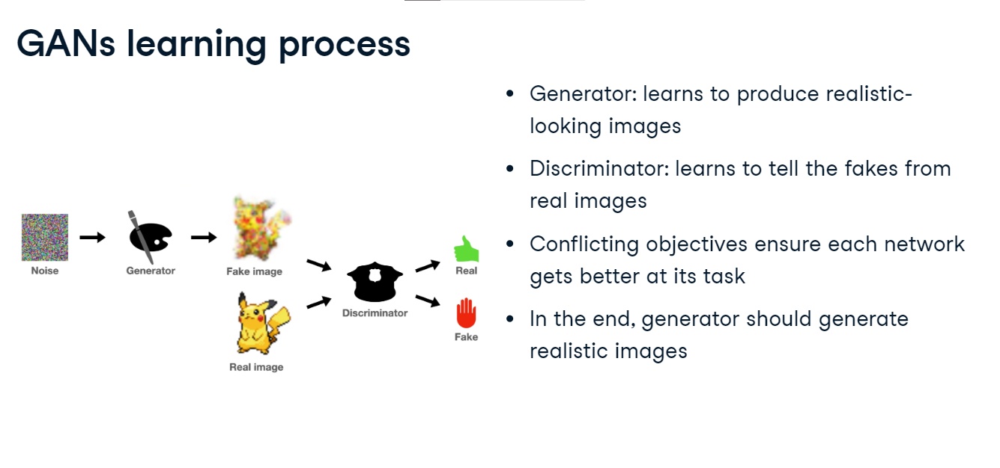 GANs learning process
• Generator: learns to produce realistic-
looking images
• Discriminator: learns to tell the fakes from
real images
• Conflicting objectives ensure each network
gets better at its task
• In the end, generator should generate
realistic images
Noise
Generator
Fake image
Real image
Discriminator
Real
Fake